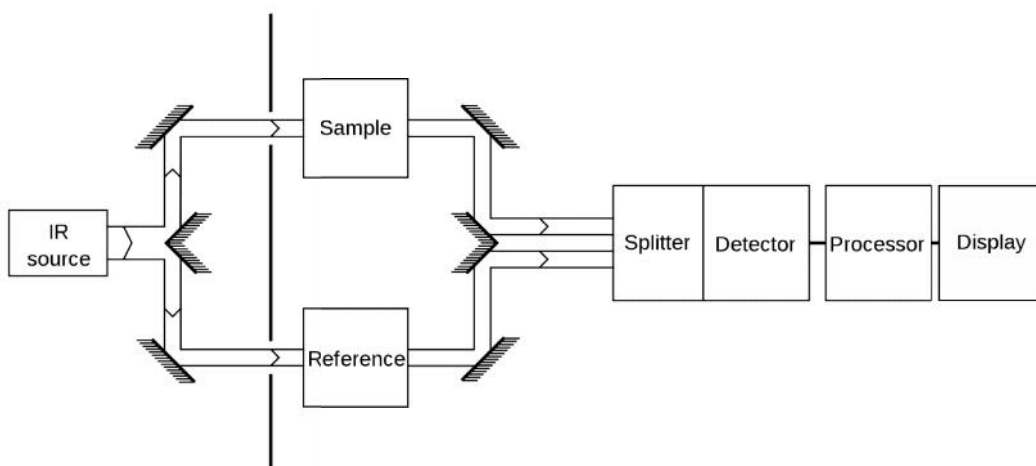 Sample
IR
source
Splitter
Detector
Processor
Display
Reference